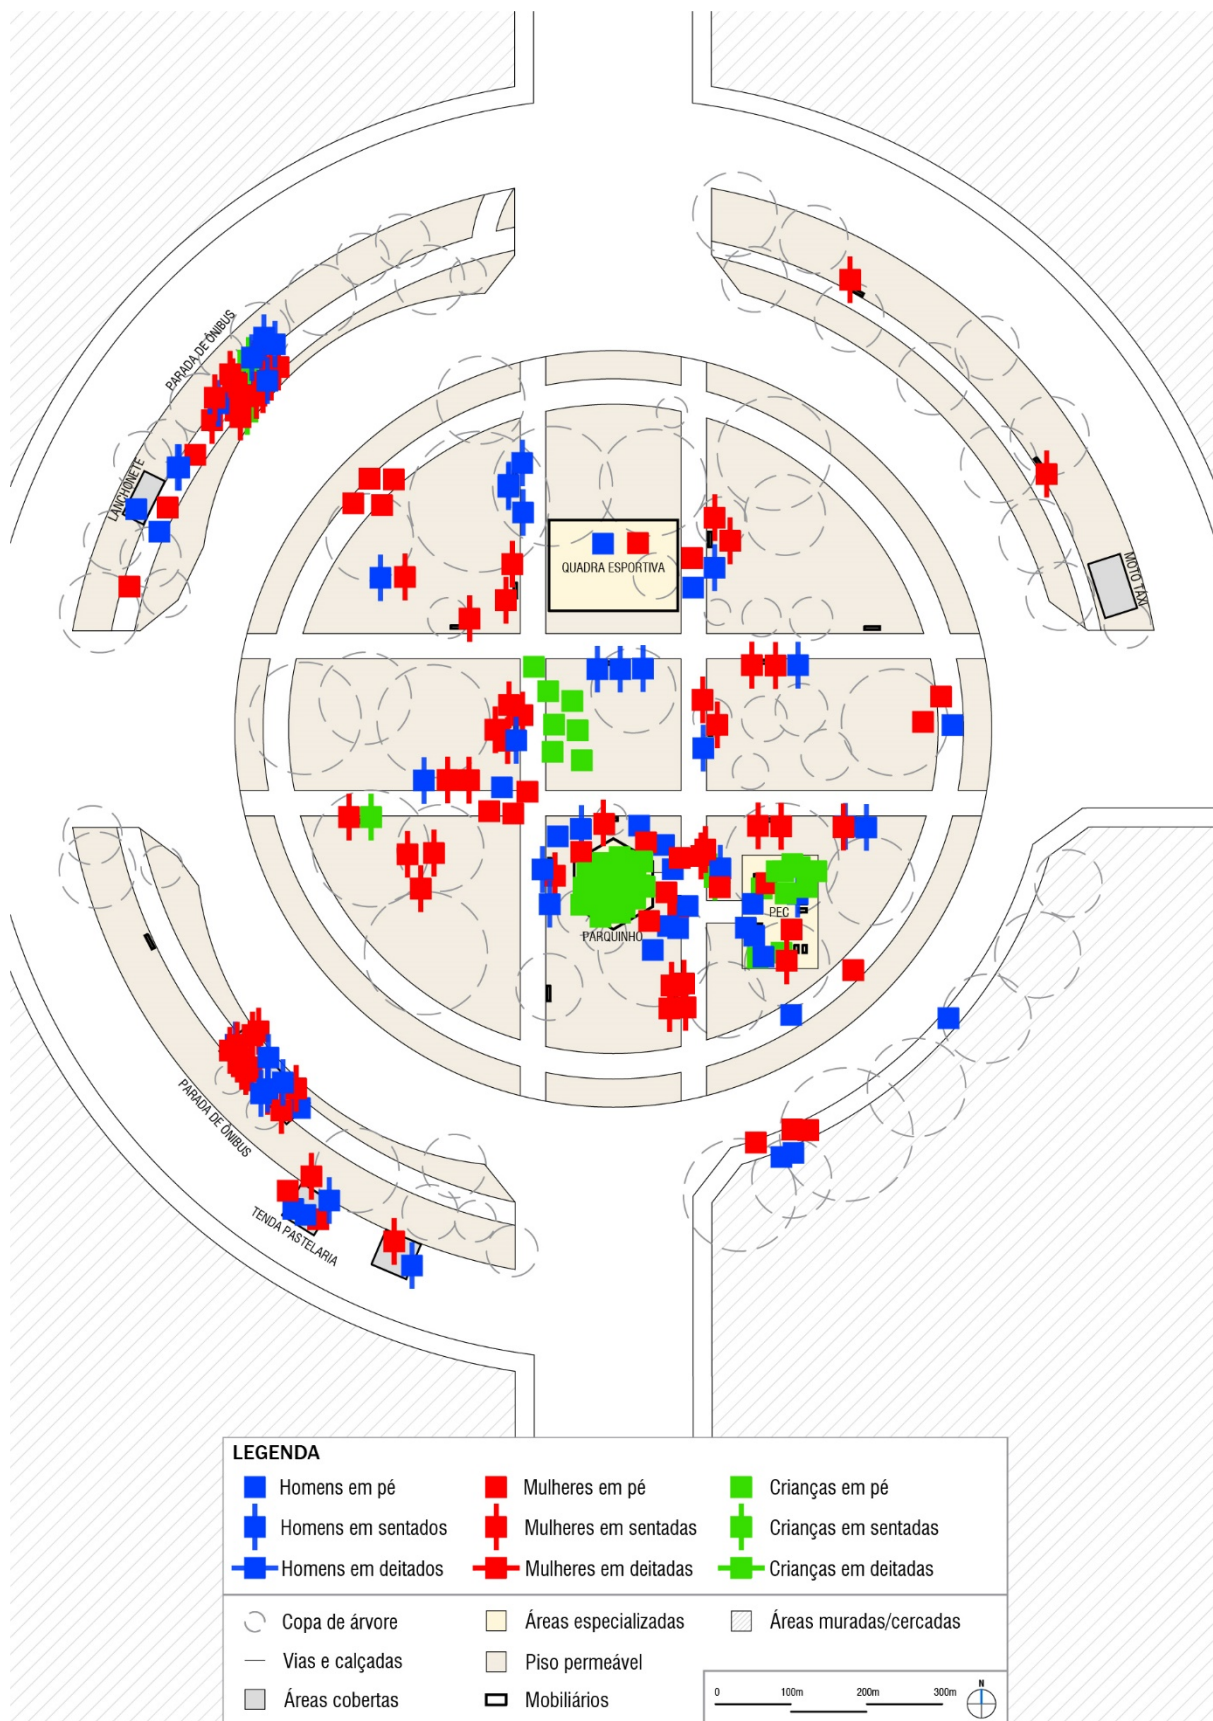 PARADA DE ÔNIBUS
LANCHONETE
QUADRA ESPORTIVA
MOTO TÁXI
PEC
PARQUINHO
PARADA DE ÔNIBUS
TENDA PASTELARIA
LEGENDA
Homens em pé
Mulheres em pé
Crianças em pé
Homens em sentados
Mulheres em sentadas
Crianças em sentadas
Homens em deitados
Mulheres em deitadas
Crianças em deitadas
Copa de árvore
Áreas especializadas
Áreas muradas/cercadas
Vias e calçadas
Piso permeável
Áreas cobertas
Mobiliários
0 100m 200m 300m
N